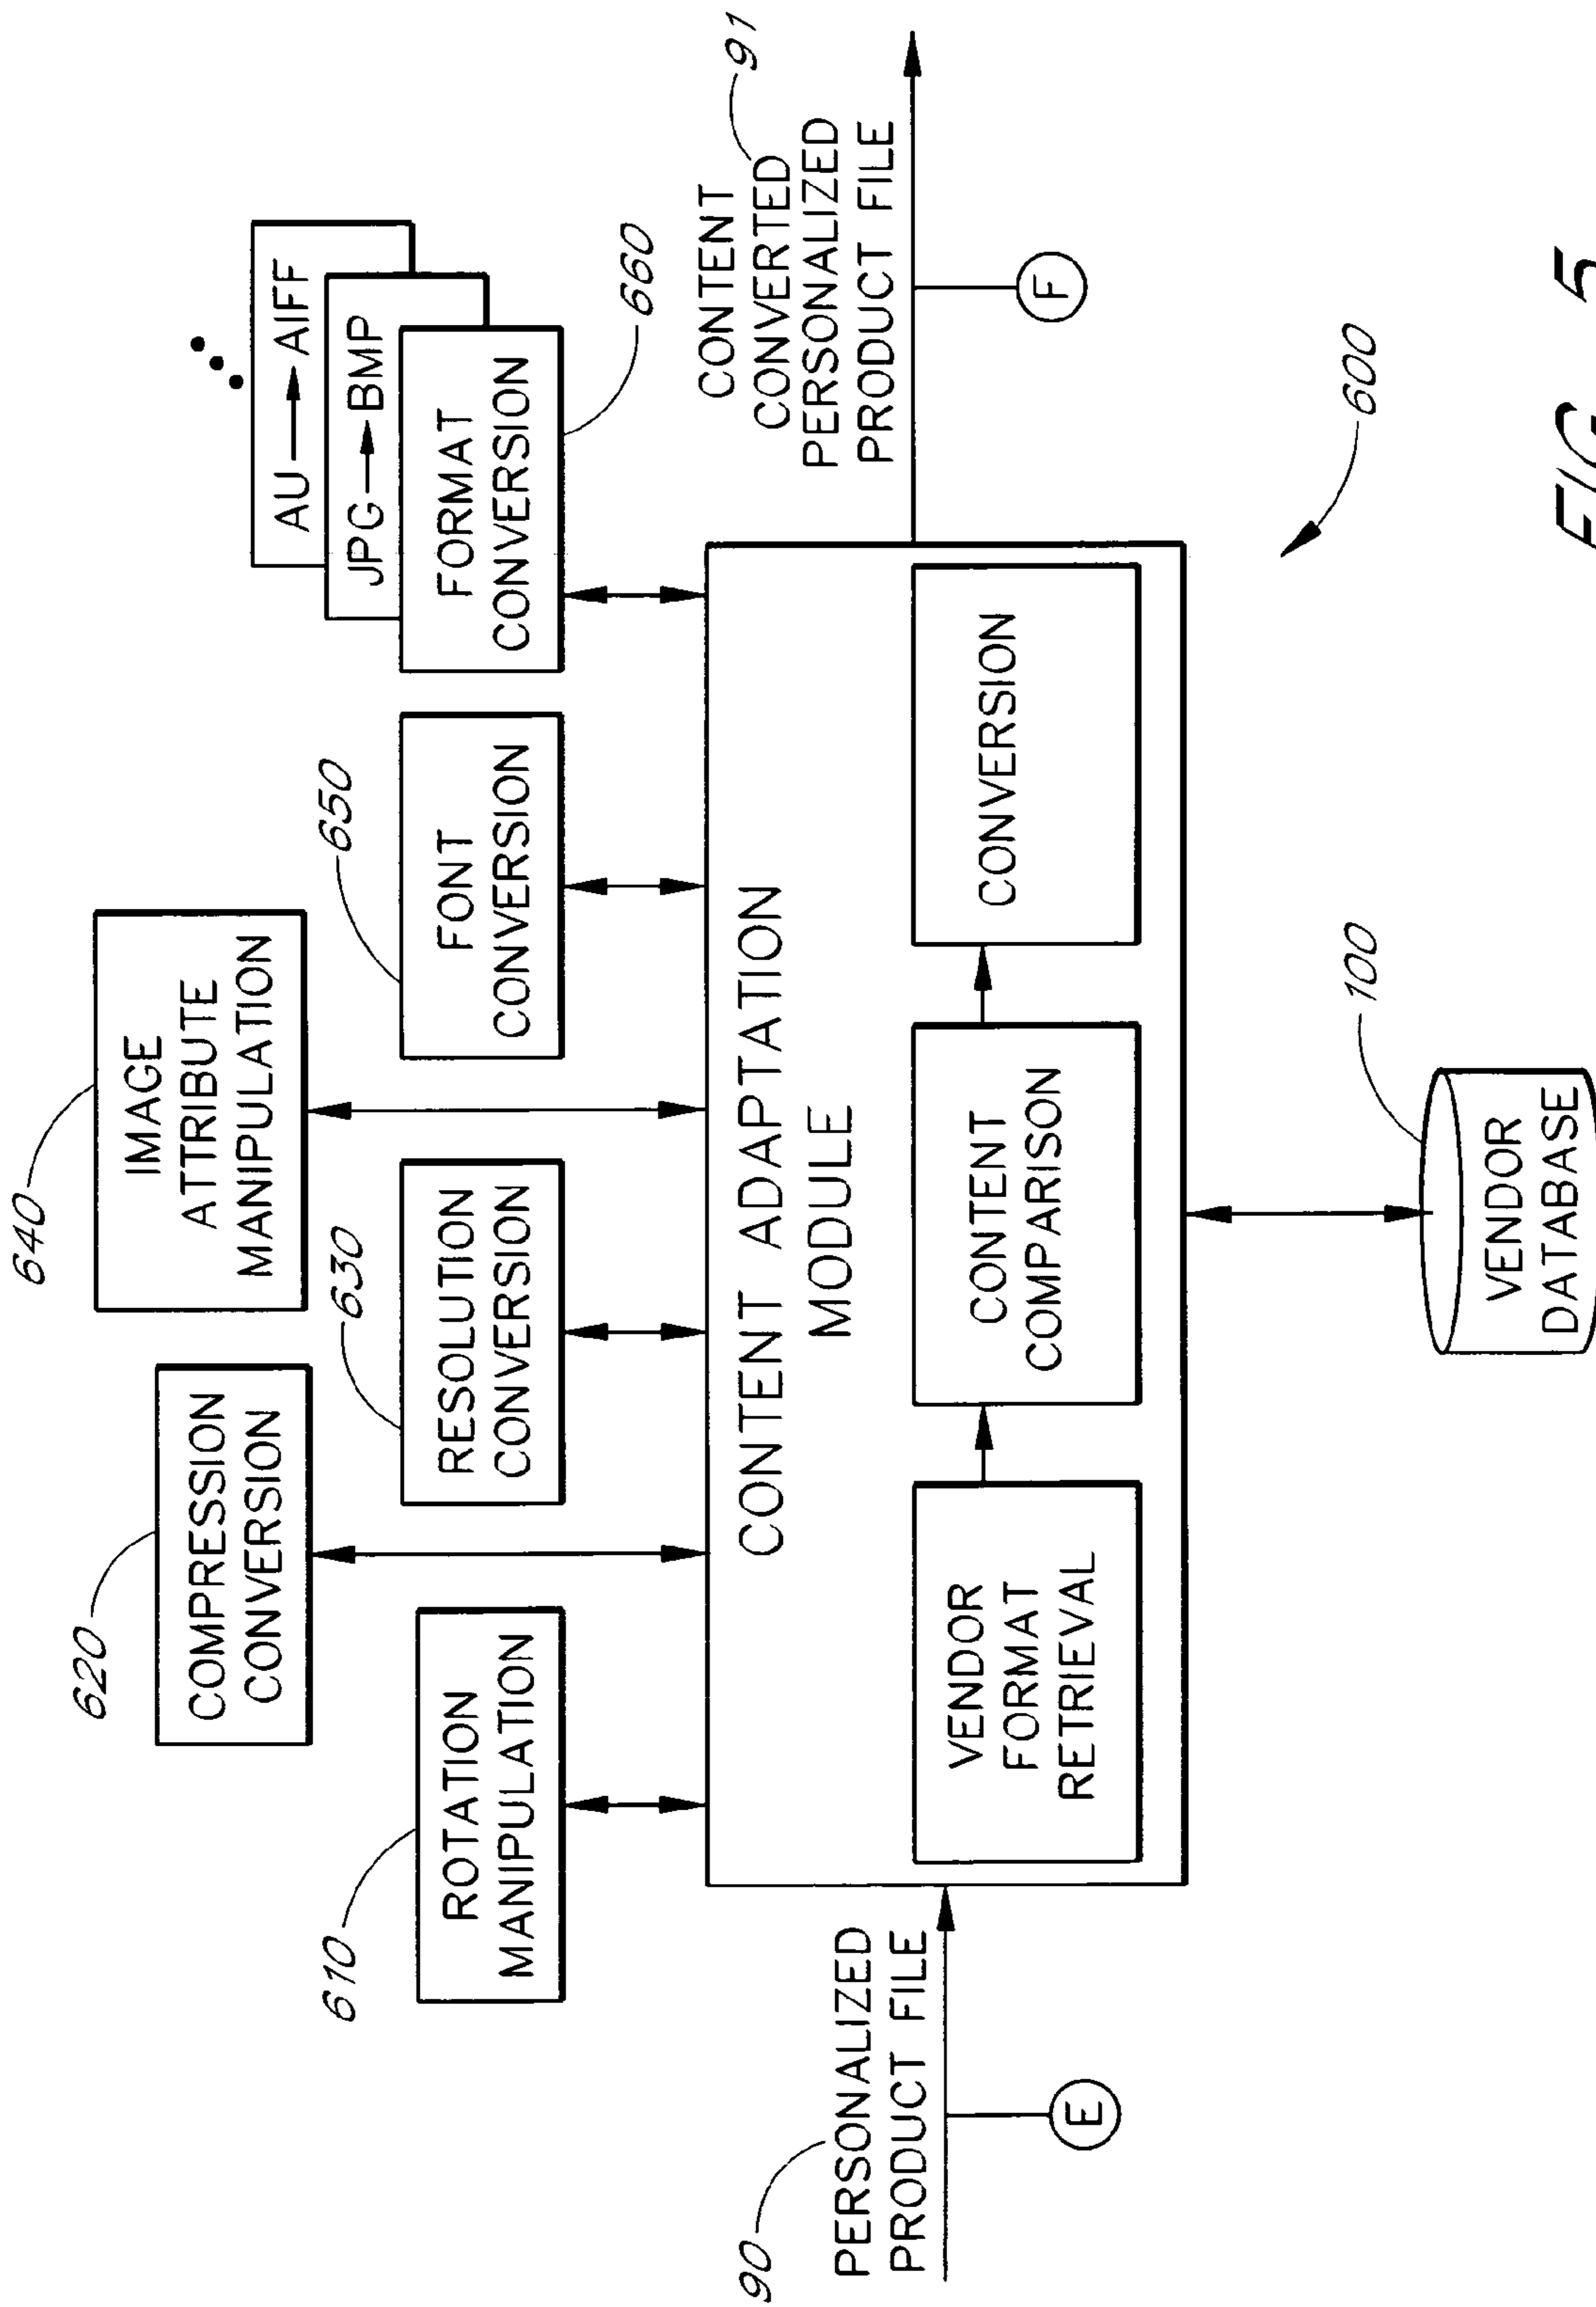 640
IMAGE
ATTRIBUTE
MANIPULATION
620
COMPRESSION
CONVERSION
AU → AIFF
JPG → BMP
610
ROTATION
MANIPULATION
630
RESOLUTION
CONVERSION
650
FONT
CONVERSION
FORMAT
CONVERSION
660
90
PERSONALIZED
PRODUCT FILE
E
CONTENT ADAPTATION
MODULE
VENDOR
FORMAT
RETRIEVAL
CONTENT
COMPARISON
CONVERSION
CONTENT
CONVERTED
PERSONALIZED
PRODUCT FILE
91
F
600
100
VENDOR
DATABASE
FIG. 5